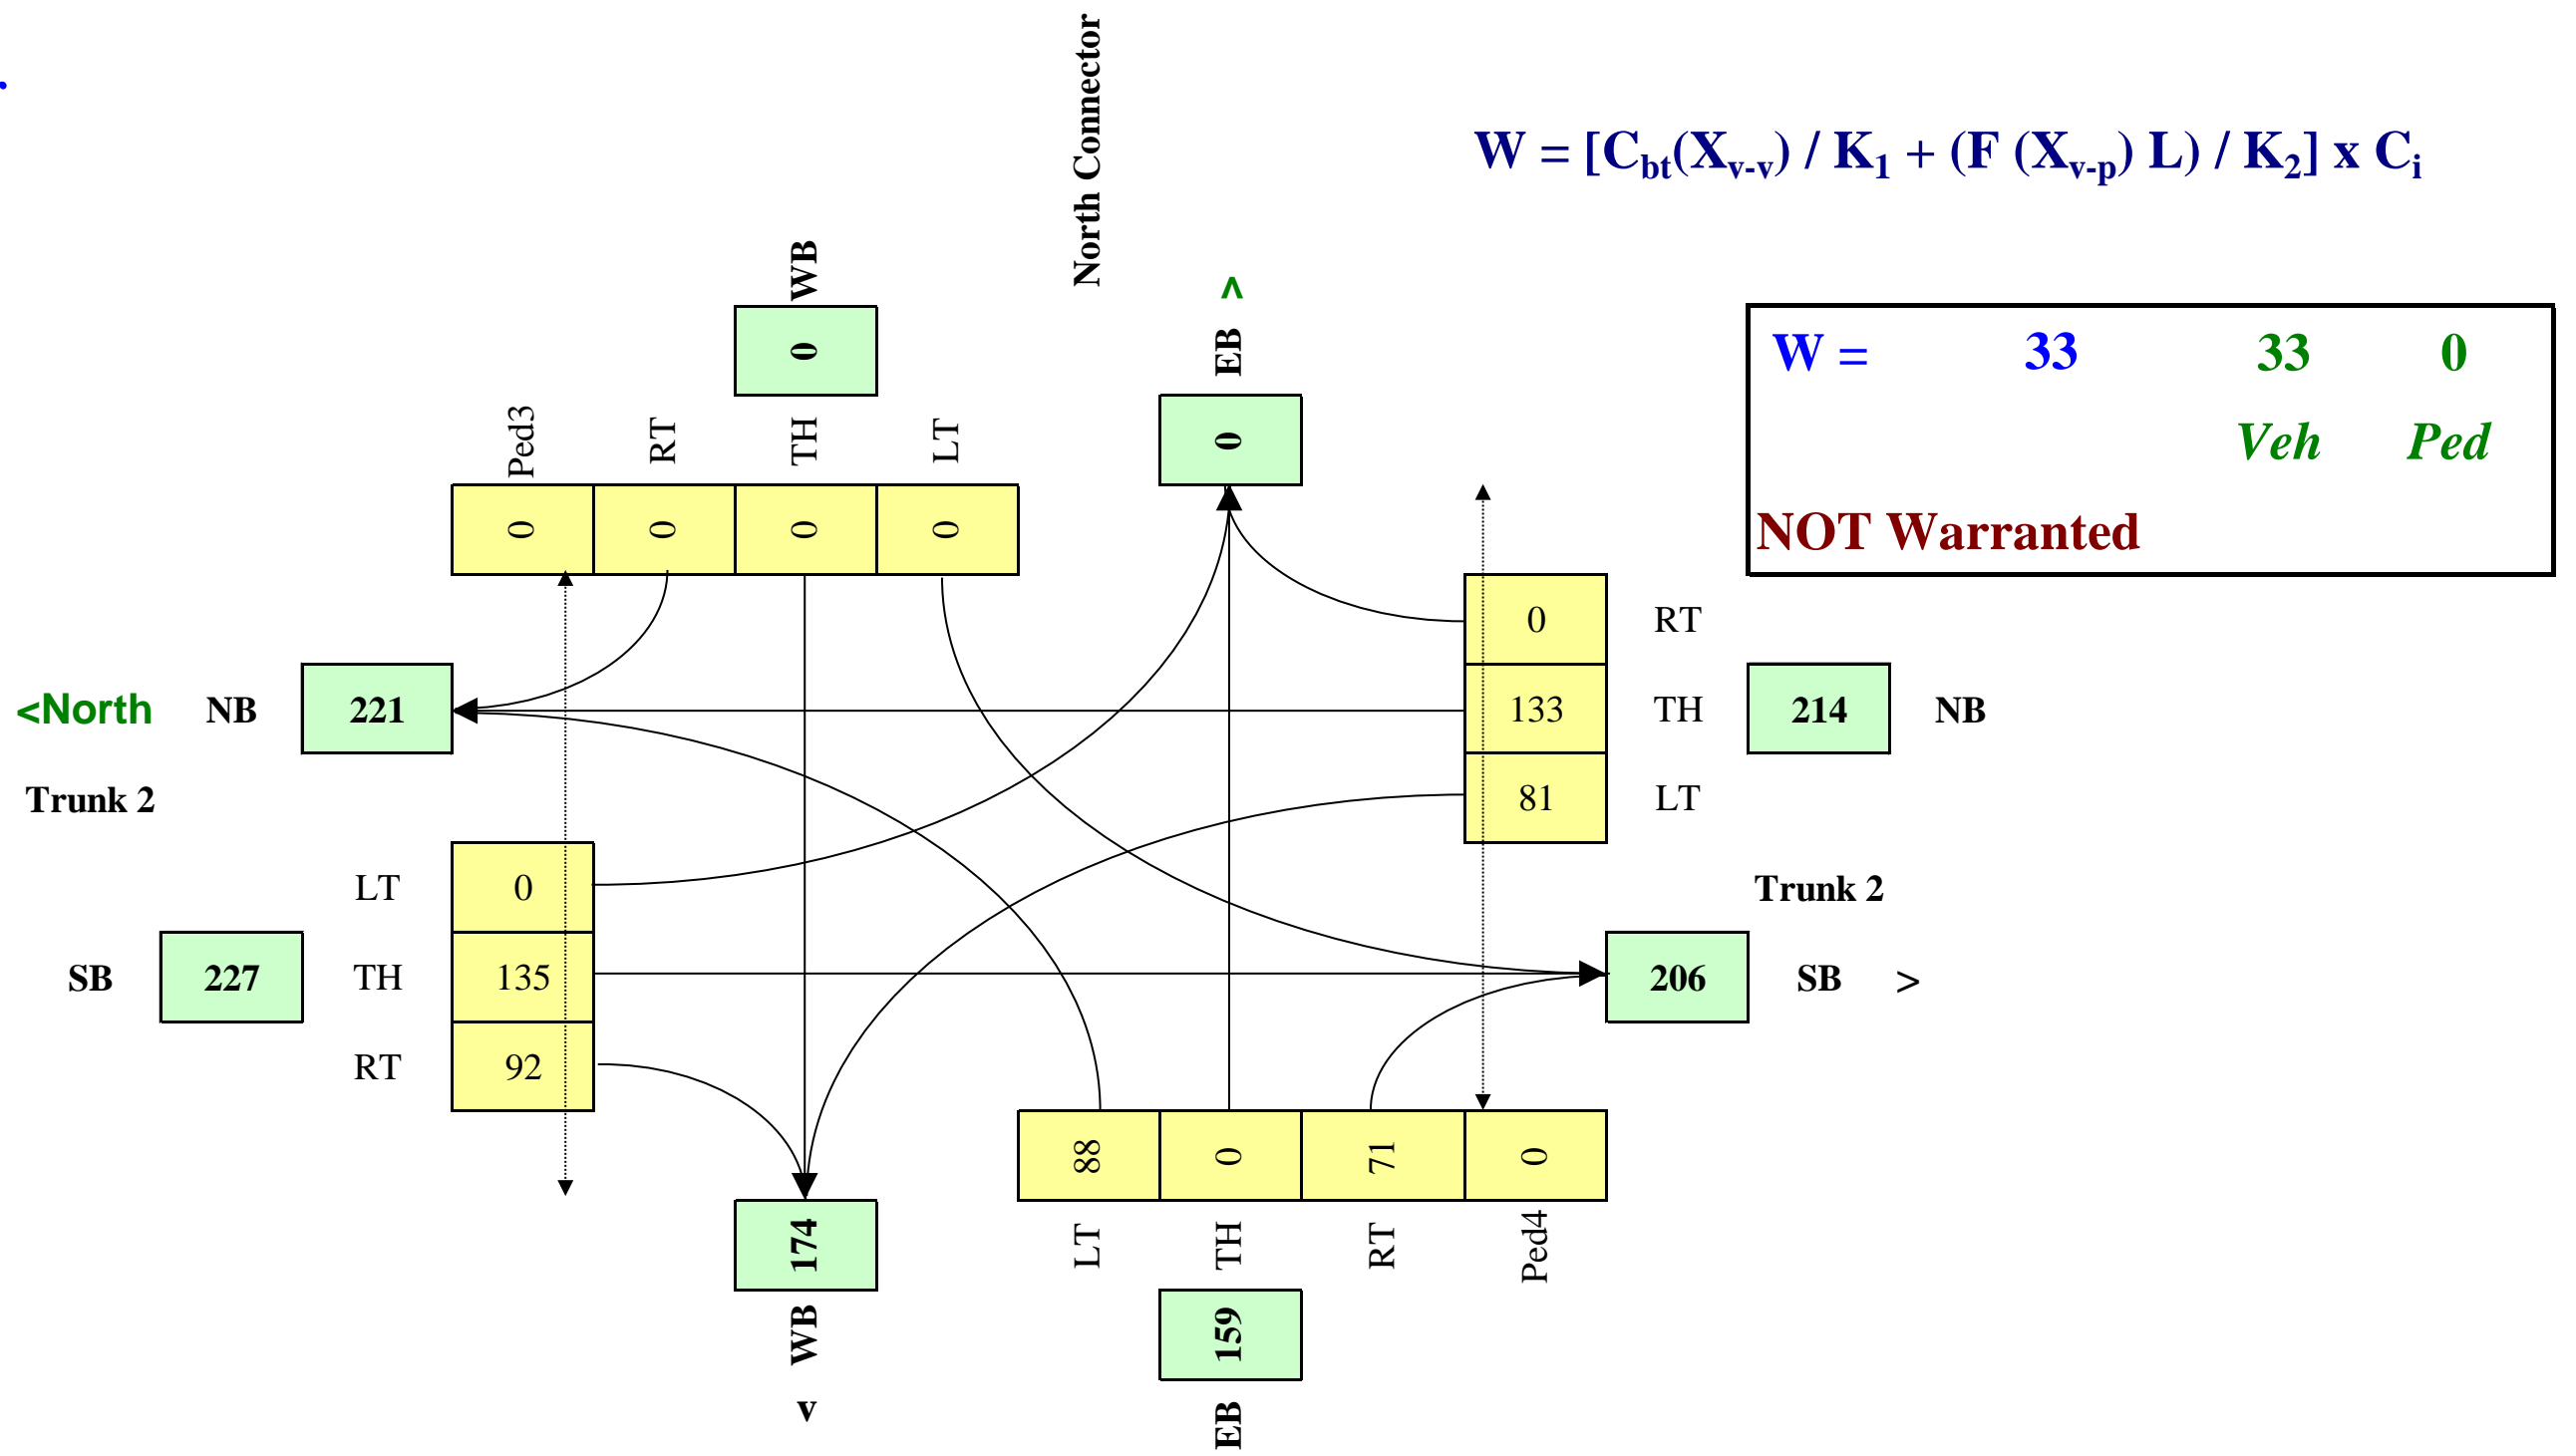 North Connector
W = [Cbt(Xv-v) / K1 + (F (Xv-p) L) / K2] x Ci
WB
0
^
EB
0
W = 33 33 0
Veh Ped
NOT Warranted
Ped3 RT TH LT
0 0 0 0
0 RT
<North NB 221
133 TH 214 NB
Trunk 2
81 LT
LT 0
Trunk 2
SB 227 TH 135
206 SB >
RT 92
88 0 71 0
LT TH RT Ped4
174
WB
v
159
EB